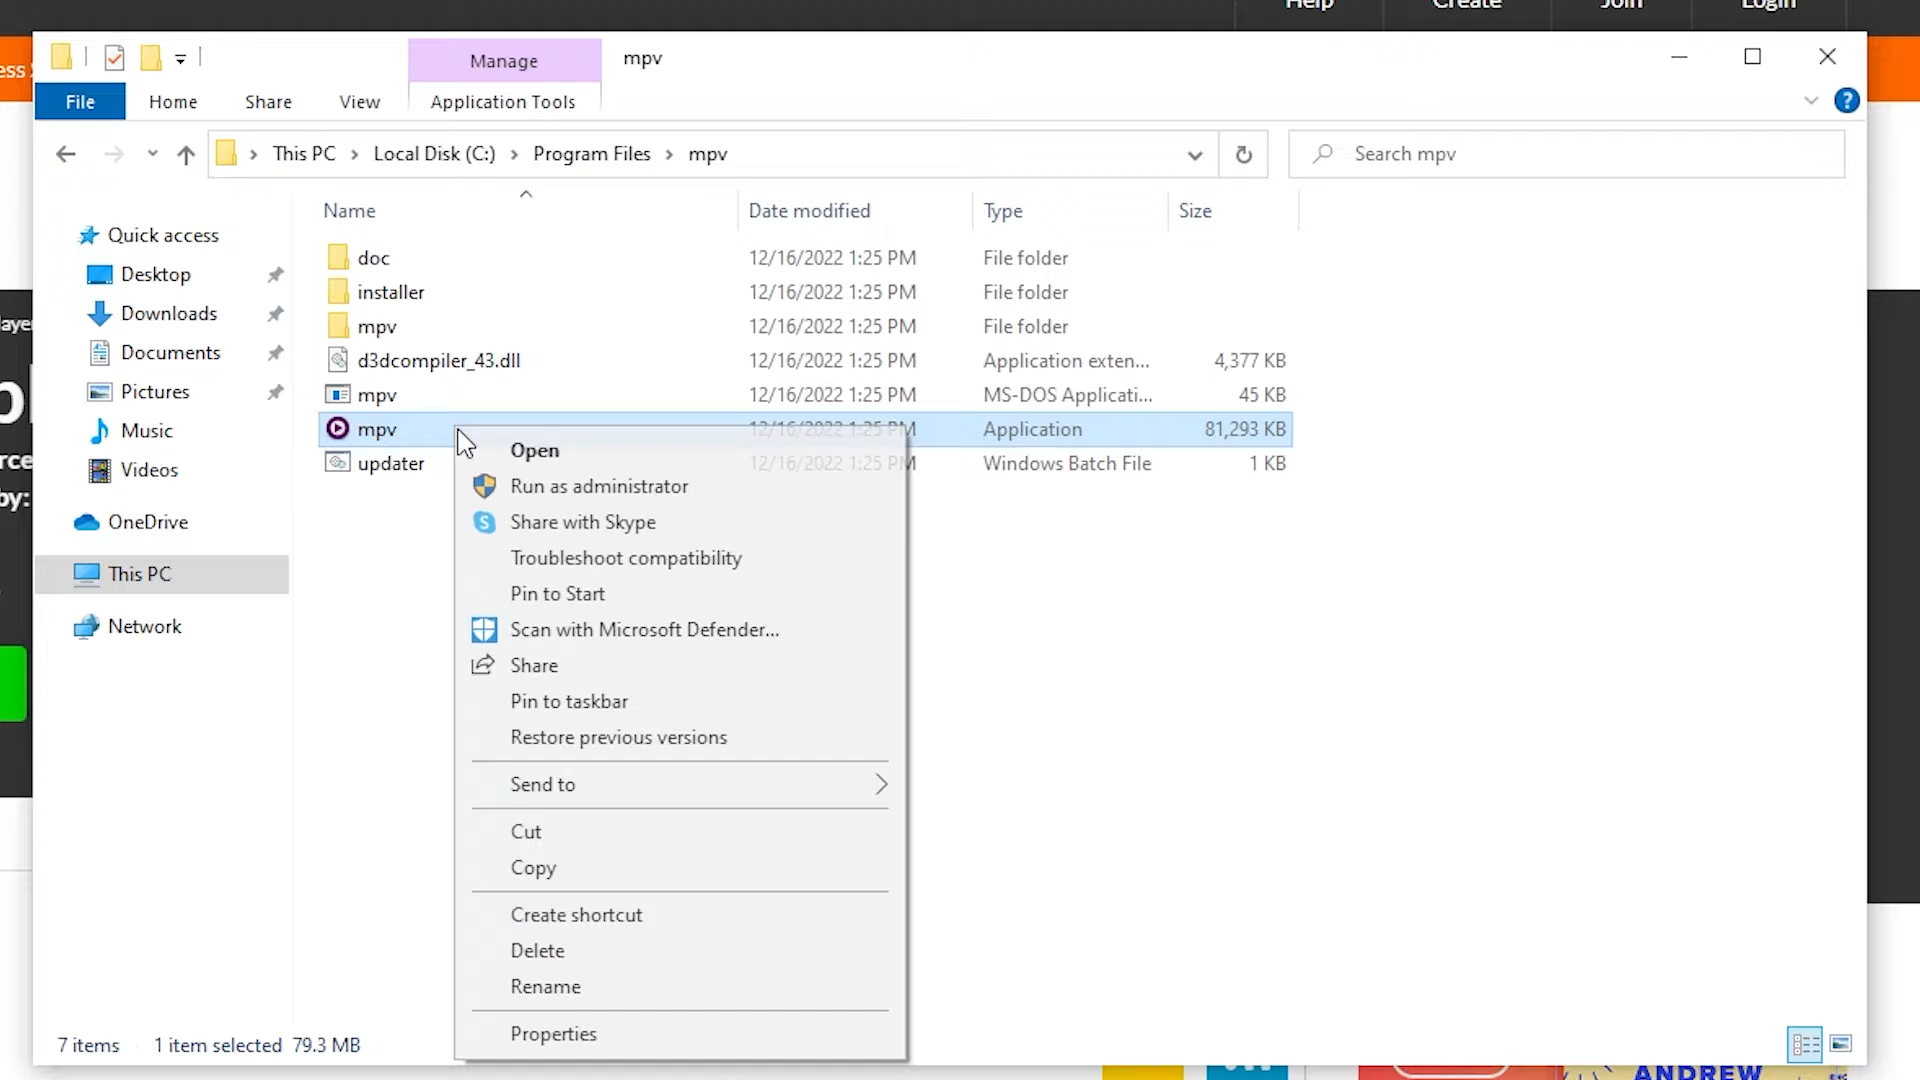 Help Create Join Login
ess
Manage mpv
File Home Share View Application Tools
This PC Local Disk (C:) Program Files mpv Search mpv
Name Date modified Type Size
Quick access
Desktop
Downloads
Documents
Pictures
Music
Videos
OneDrive
This PC
Network
doc 12/16/2022 1:25 PM File folder
installer 12/16/2022 1:25 PM File folder
mpv 12/16/2022 1:25 PM File folder
d3dcompiler_43.dll 12/16/2022 1:25 PM Application exten... 4,377 KB
mpv 12/16/2022 1:25 PM MS-DOS Applicati... 45 KB
mpv 12/16/2022 1:25 PM Application 81,293 KB
updater 12/16/2022 1:25 PM Windows Batch File 1 KB
Open
Run as administrator
Share with Skype
Troubleshoot compatibility
Pin to Start
Scan with Microsoft Defender...
Share
Pin to taskbar
Restore previous versions
Send to
Cut
Copy
Create shortcut
Delete
Rename
Properties
7 items 1 item selected 79.3 MB
by:
ANDREW